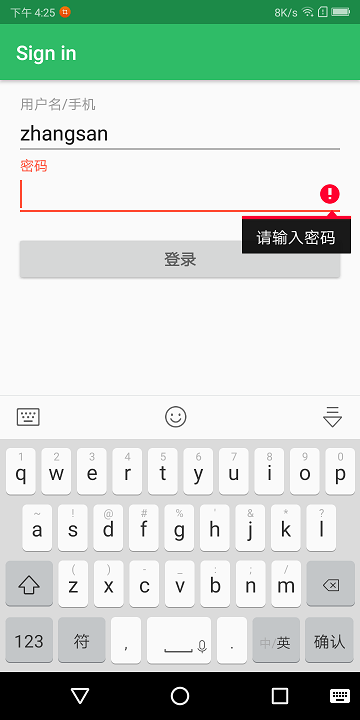 下午 4:25 8K/s
Sign in
用户名/手机
zhangsan
密码
请输入密码
登录
1 2 3 4 5 6 7 8 9 0
q w e r t y u i o p
~ ! @ # % ' & * ?
a s d f g h j k l
( ) - _ : ; /
z x c v b n m
123 符 , . 中/英 确认